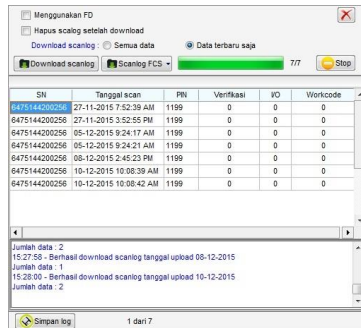 Menggunakan FD
Hapus scalog setelah download
Download scanlog : Semua data Data terbaru saja
Download scanlog Scanlog FCS 7/7 Stop
SN Tanggal scan PIN Verifikasi I/O Workcode
6475144200256 27-11-2015 7:52:39 AM 1199 0 0 0
6475144200256 27-11-2015 3:52:55 PM 1199 0 0 0
6475144200256 05-12-2015 9:24:17 AM 1199 0 0 0
6475144200256 05-12-2015 9:24:21 AM 1199 0 0 0
6475144200256 08-12-2015 2:45:23 PM 1199 0 0 0
6475144200256 10-12-2015 10:08:39 AM 1199 0 0 0
6475144200256 10-12-2015 10:08:42 AM 1199 0 0 0
Jumlah data : 2
15:27:58 - Berhasil download scanlog tanggal upload 08-12-2015
Jumlah data : 1
15:28:00 - Berhasil download scanlog tanggal upload 10-12-2015
Jumlah data : 2
Simpan log 1 dari 7